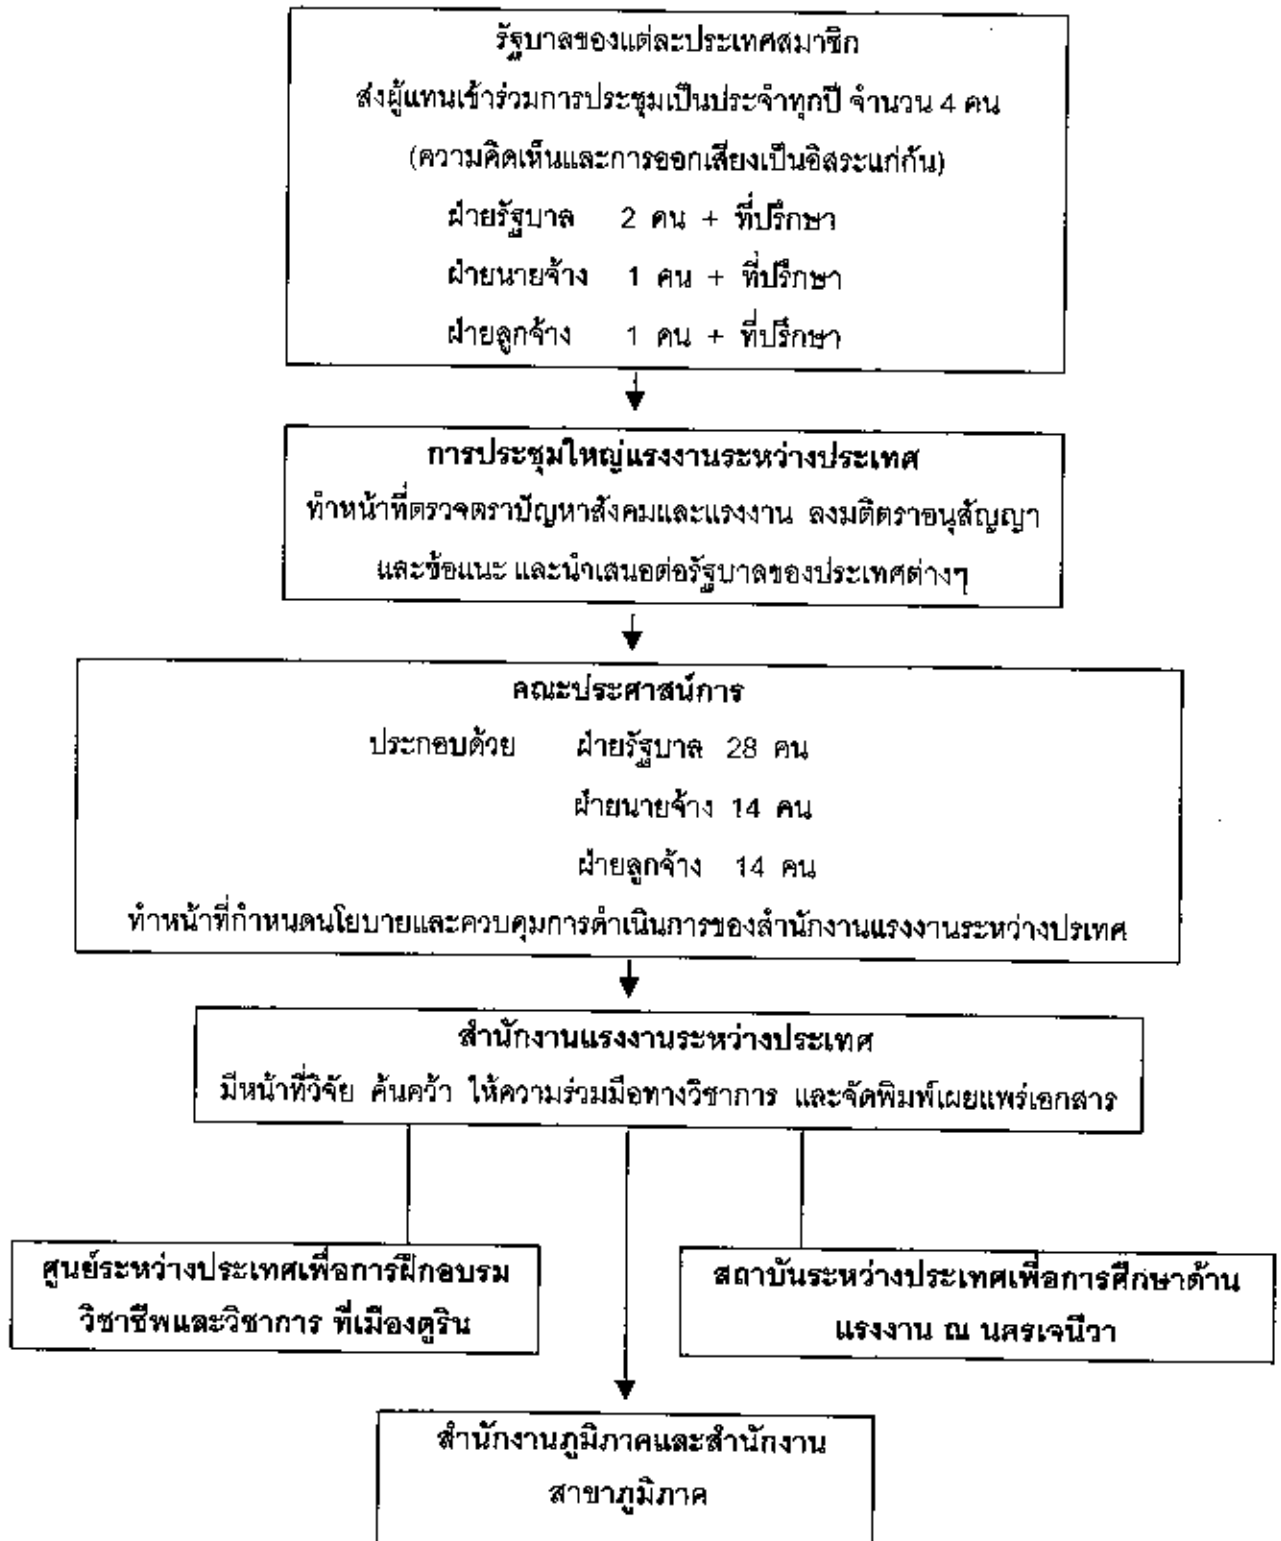 รัฐบาลของแต่ละประเทศสมาชิก
ส่งผู้แทนเข้าร่วมการประชุมเป็นประจำทุกปี จำนวน 4 คน
(ความคิดเห็นและการออกเสียงเป็นอิสระแก่กัน)
ฝ่ายรัฐบาล 2 คน + ที่ปรึกษา
ฝ่ายนายจ้าง 1 คน + ที่ปรึกษา
ฝ่ายลูกจ้าง 1 คน + ที่ปรึกษา
การประชุมใหญ่แรงงานระหว่างประเทศ
ทำหน้าที่ตรวจตราปัญหาสังคมและแรงงาน ลงมติตราอนุสัญญา
และข้อแนะ และนำเสนอต่อรัฐบาลของประเทศต่างๆ
คณะประศาสน์การ
ประกอบด้วย ฝ่ายรัฐบาล 28 คน
ฝ่ายนายจ้าง 14 คน
ฝ่ายลูกจ้าง 14 คน
ทำหน้าที่กำหนดนโยบายและควบคุมการดำเนินการของสำนักงานแรงงานระหว่างปรเทศ
สำนักงานแรงงานระหว่างประเทศ
มีหน้าที่วิจัย ค้นคว้า ให้ความร่วมมือทางวิชาการ และจัดพิมพ์เผยแพร่เอกสาร
ศูนย์ระหว่างประเทศเพื่อการฝึกอบรม
วิชาชีพและวิชาการ ที่เมืองตูริน
สถาบันระหว่างประเทศเพื่อการศึกษาด้าน
แรงงาน ณ นครเจนีวา
สำนักงานภูมิภาคและสำนักงาน
สาขาภูมิภาค